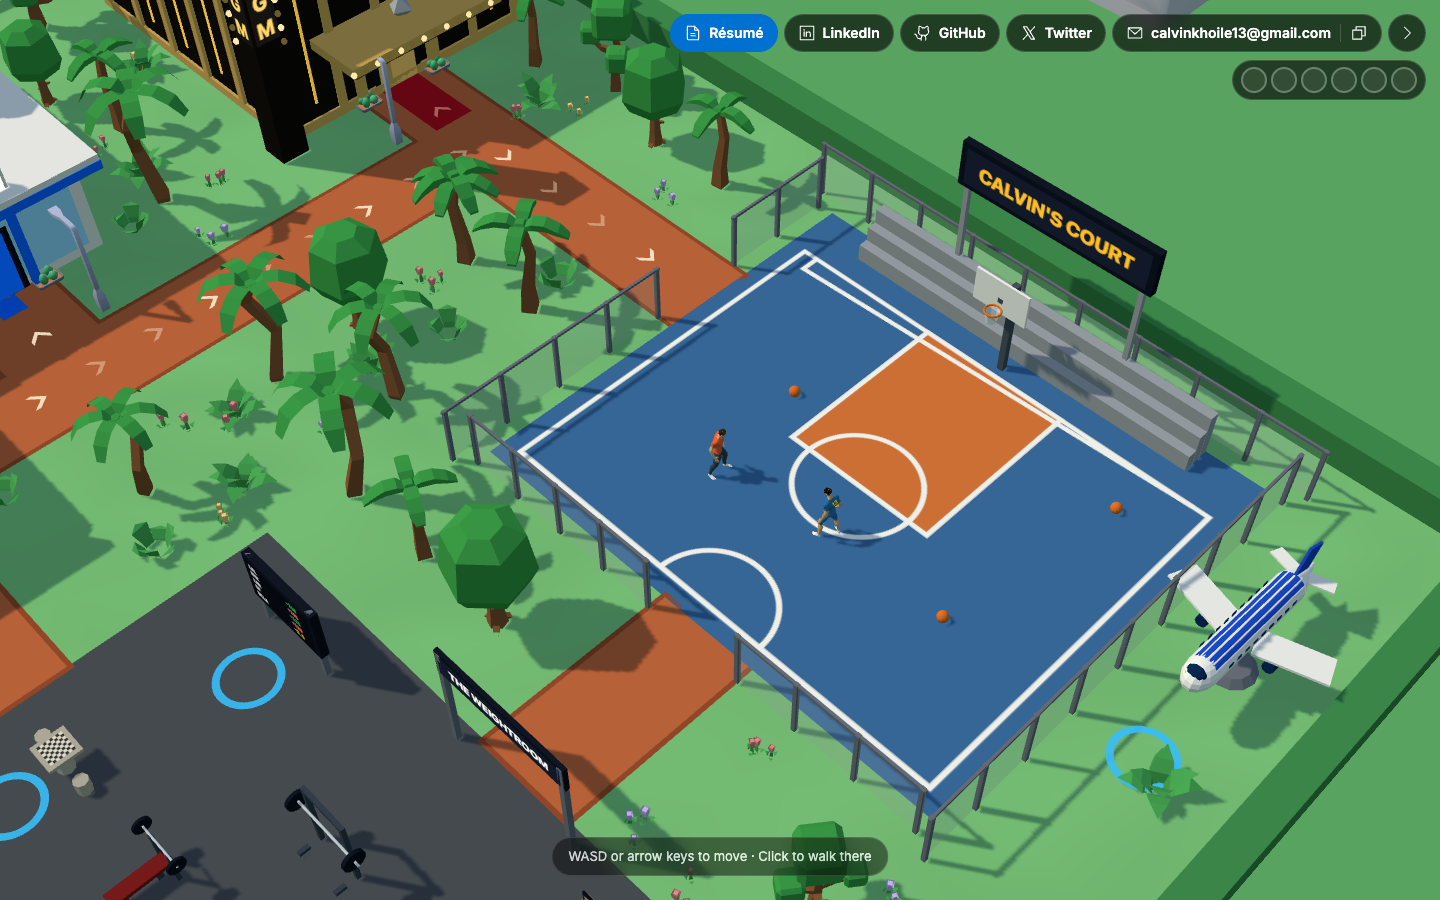 Résumé
LinkedIn
GitHub
Twitter
calvinkhoile13@gmail.com
G G
M M
CALVIN'S COURT
THE WEIGHTROOM
WASD or arrow keys to move · Click to walk there